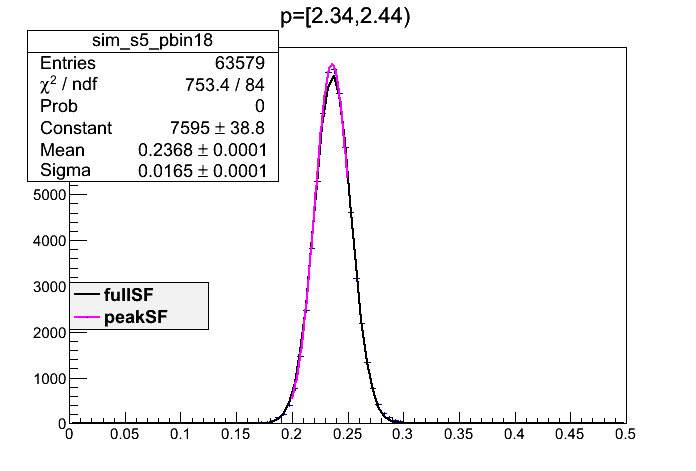 p=[2.34,2.44)
sim_s5_pbin18
Entries 63579
χ² / ndf 753.4 / 84
Prob 0
Constant 7595 ± 38.8
Mean 0.2368 ± 0.0001
Sigma 0.0165 ± 0.0001
5000
4000
3000
fullSF
peakSF
2000
1000
0
0 0.05 0.1 0.15 0.2 0.25 0.3 0.35 0.4 0.45 0.5